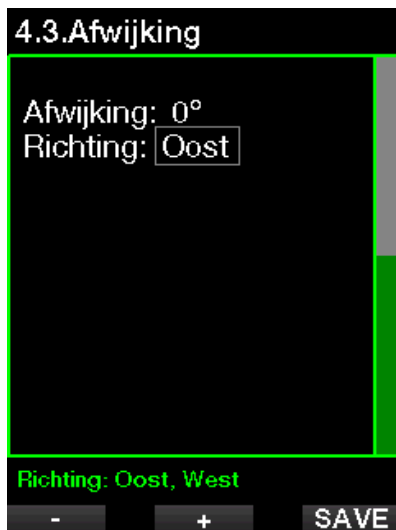 4.3.Afwijking
Afwijking: 0°
Richting: Oost
Richting: Oost, West
- + SAVE